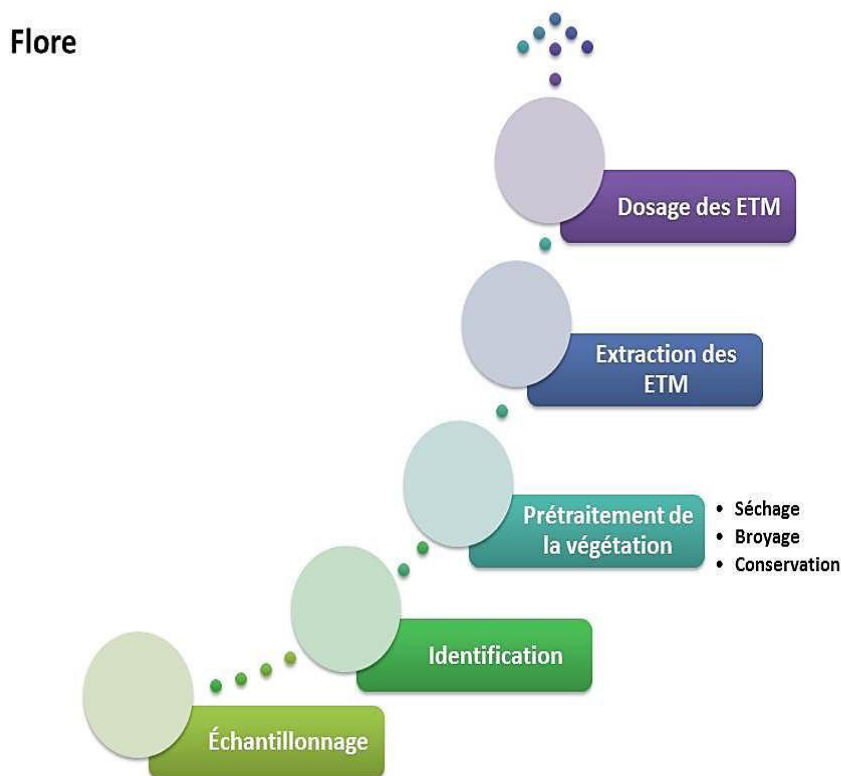 Flore
Dosage des ETM
Extraction des
ETM
Prétraitement de
la végétation
• Séchage
• Broyage
• Conservation
Identification
Échantillonnage